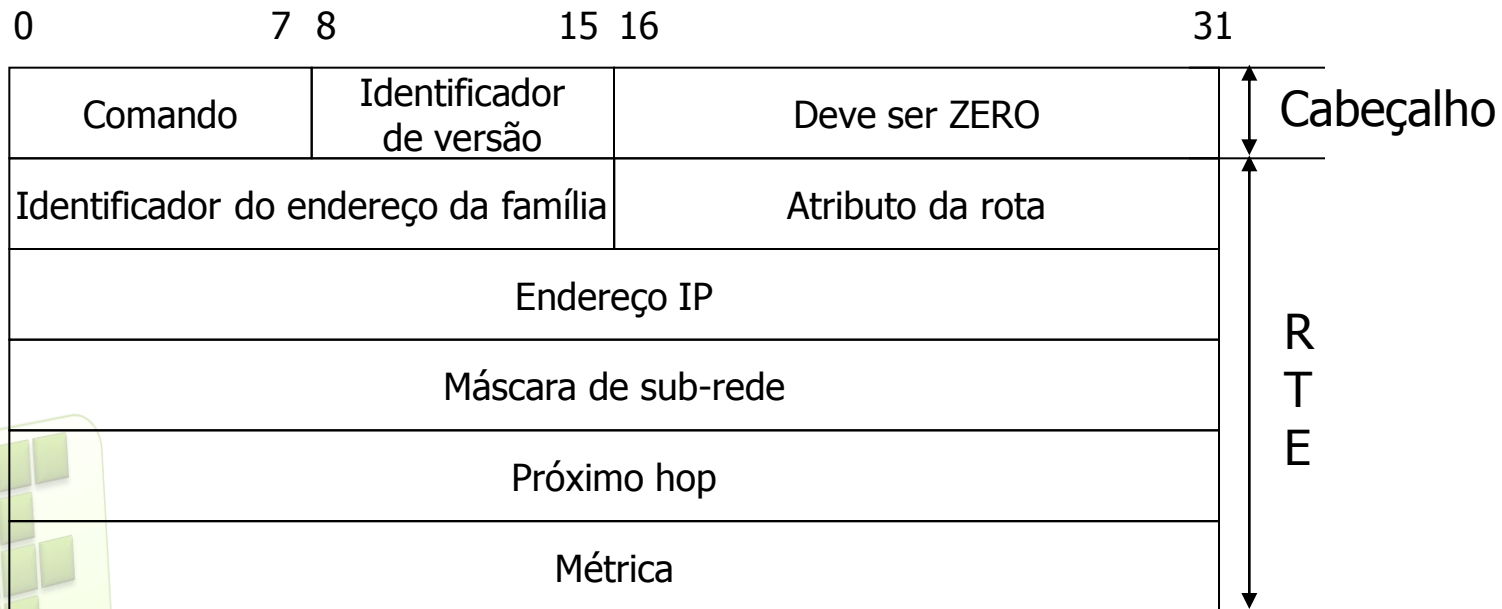 0 7 8 15 16 31
Comando
Identificador
de versão
Deve ser ZERO
Cabeçalho
Identificador do endereço da família
Atributo da rota
Endereço IP
Máscara de sub-rede
Próximo hop
Métrica
R
T
E